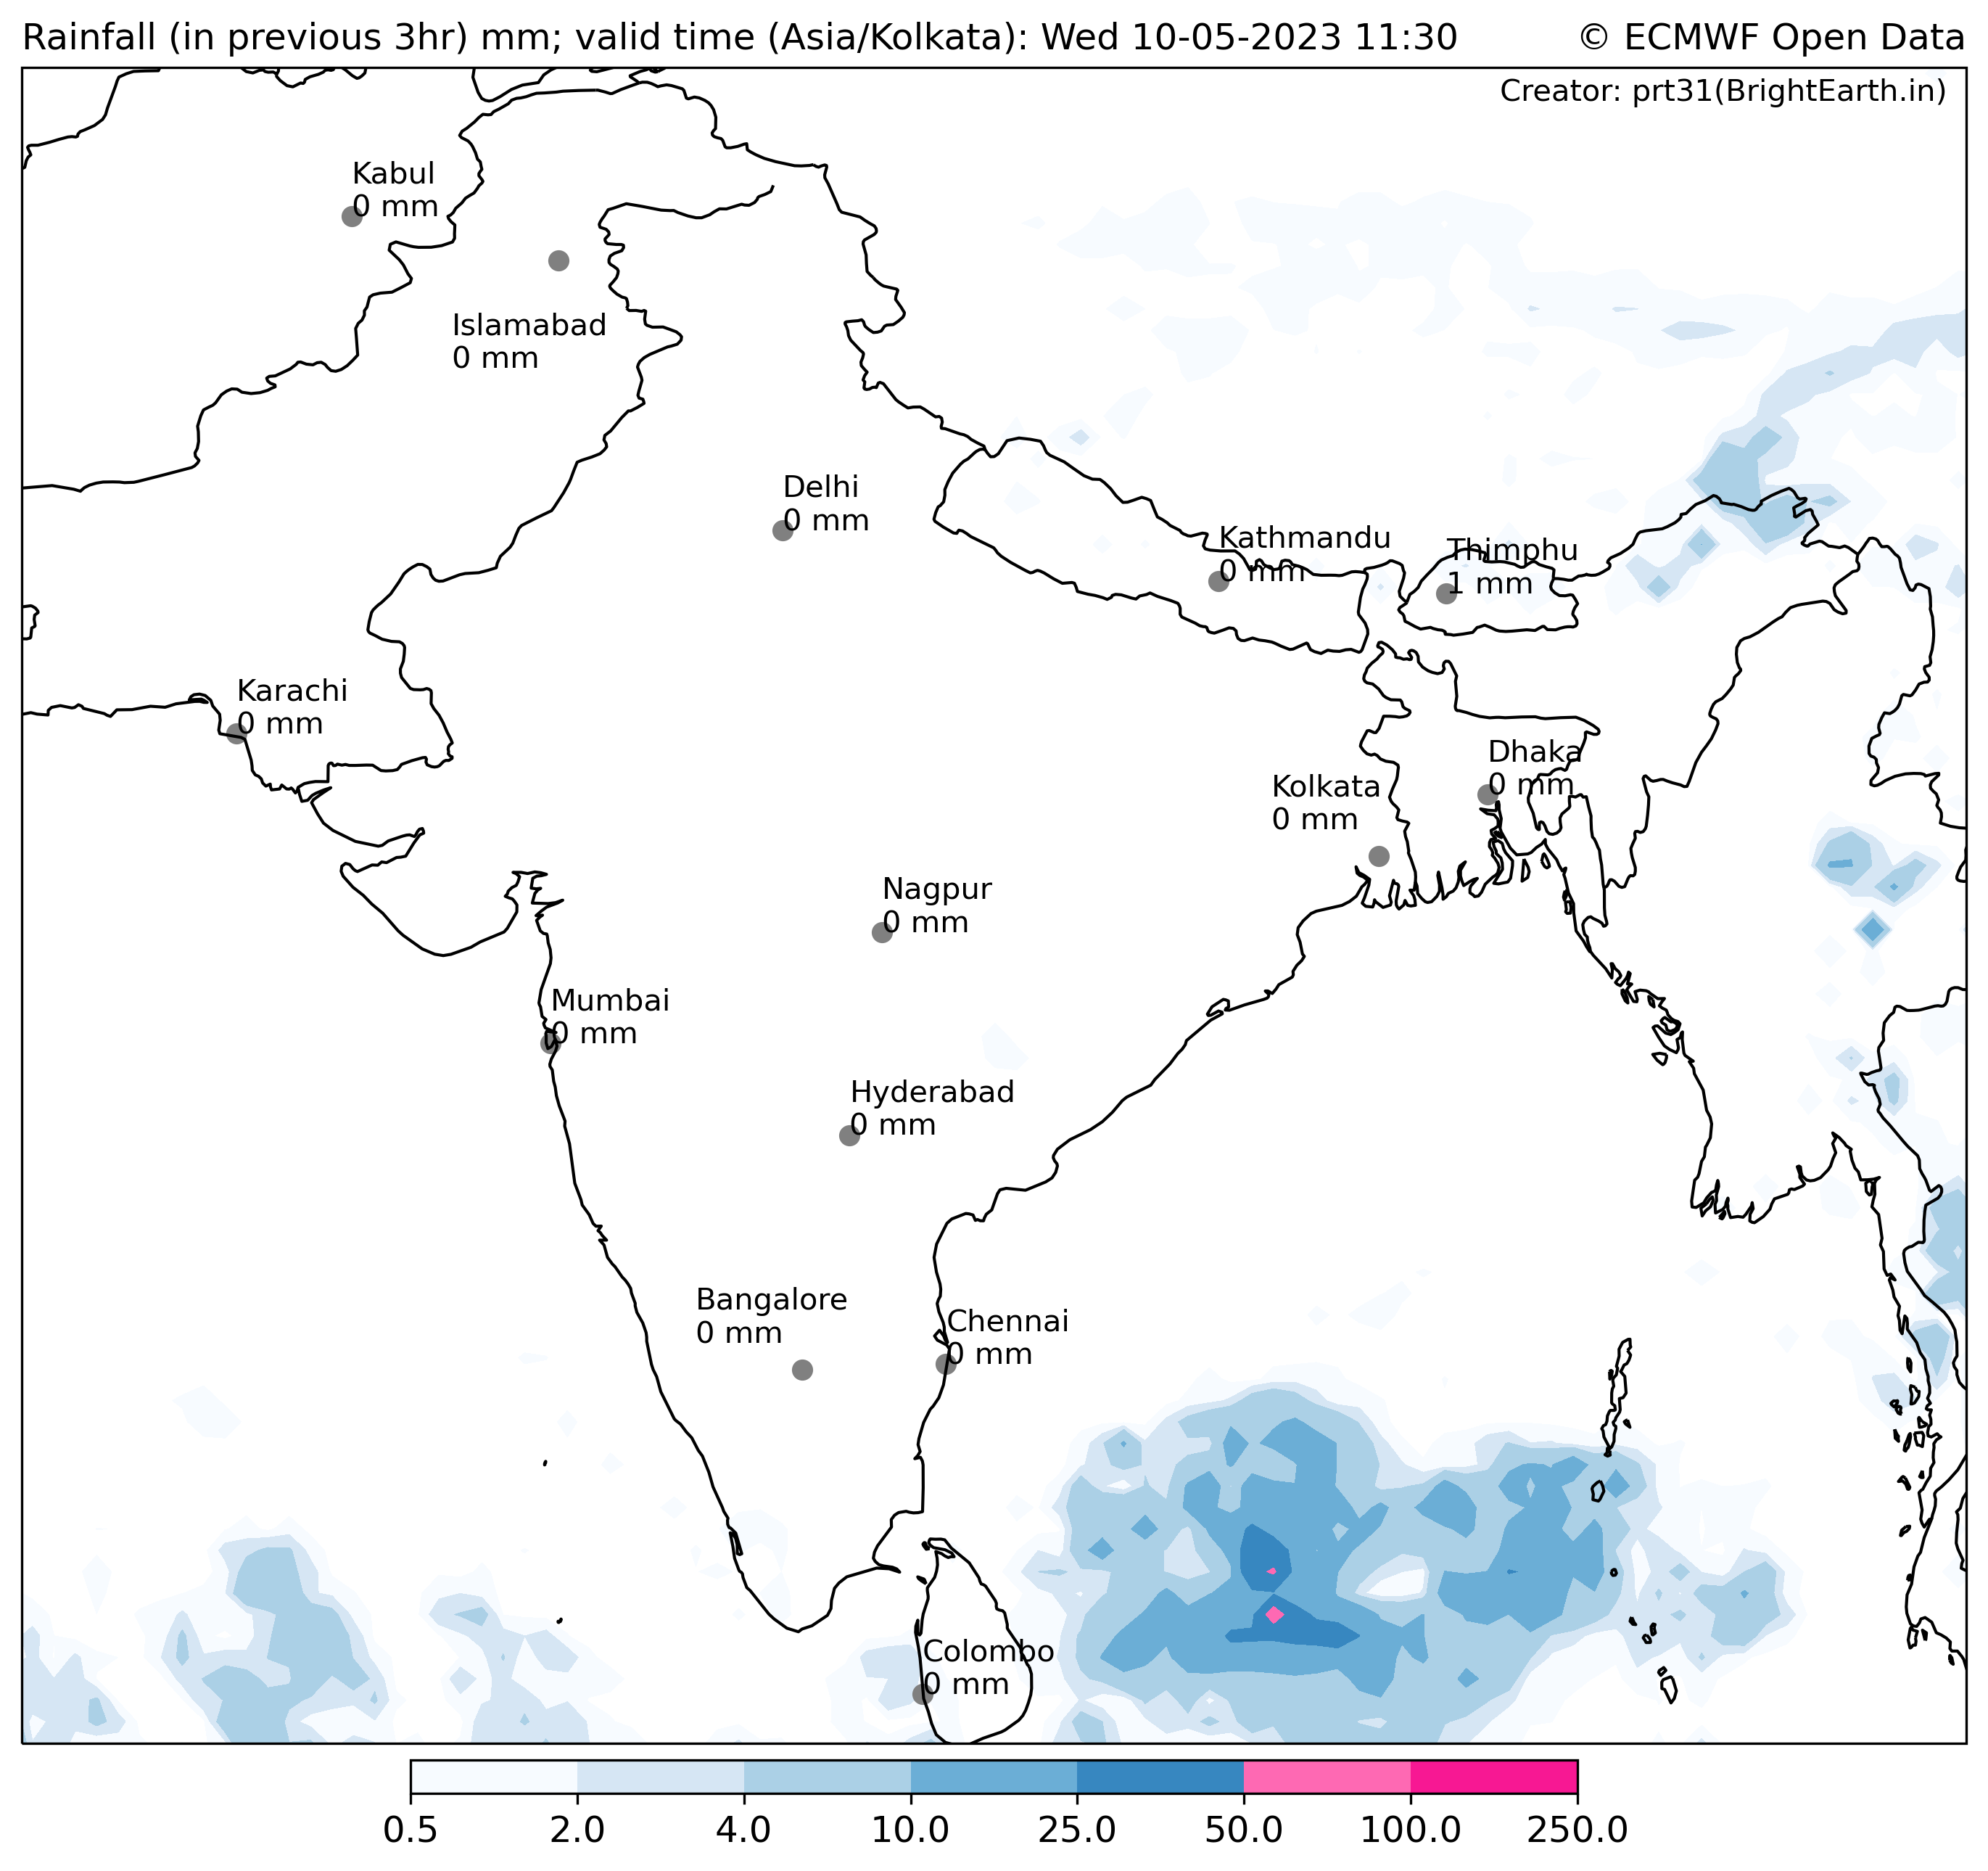 Rainfall (in previous 3hr) mm; valid time (Asia/Kolkata): Wed 10-05-2023 11:30
© ECMWF Open Data
Creator: prt31(BrightEarth.in)
Kabul
0 mm
Islamabad
0 mm
Delhi
0 mm
Kathmandu
0 mm
Thimphu
1 mm
Karachi
0 mm
Dhaka
0 mm
Kolkata
0 mm
Nagpur
0 mm
Mumbai
0 mm
Hyderabad
0 mm
Bangalore
0 mm
Chennai
0 mm
Colombo
0 mm
0.5 2.0 4.0 10.0 25.0 50.0 100.0 250.0